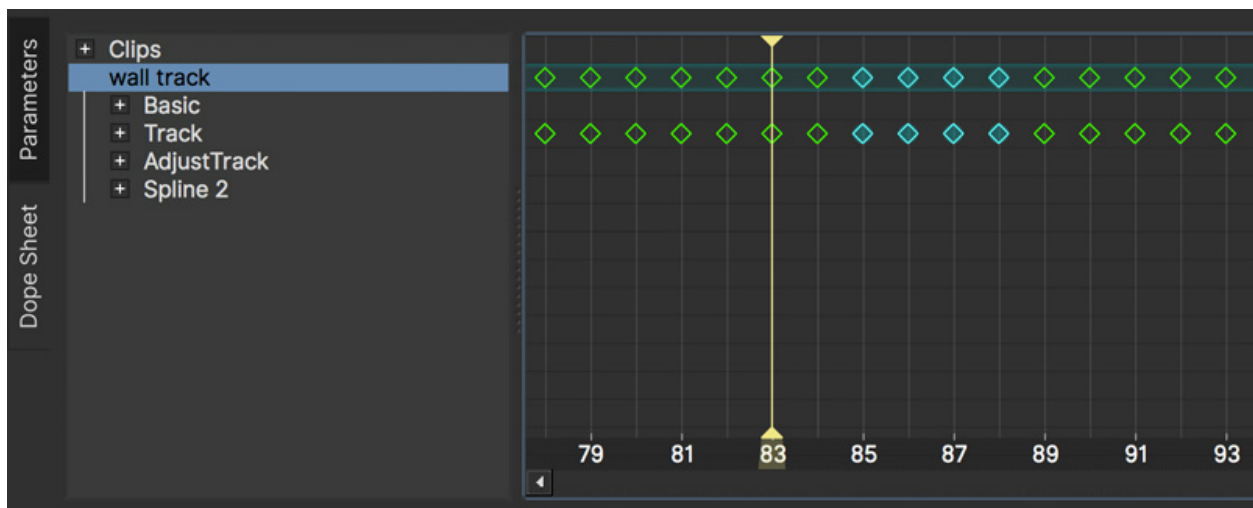 Parameters
Dope Sheet
Clips
wall track
Basic
Track
AdjustTrack
Spline 2
79 81 83 85 87 89 91 93